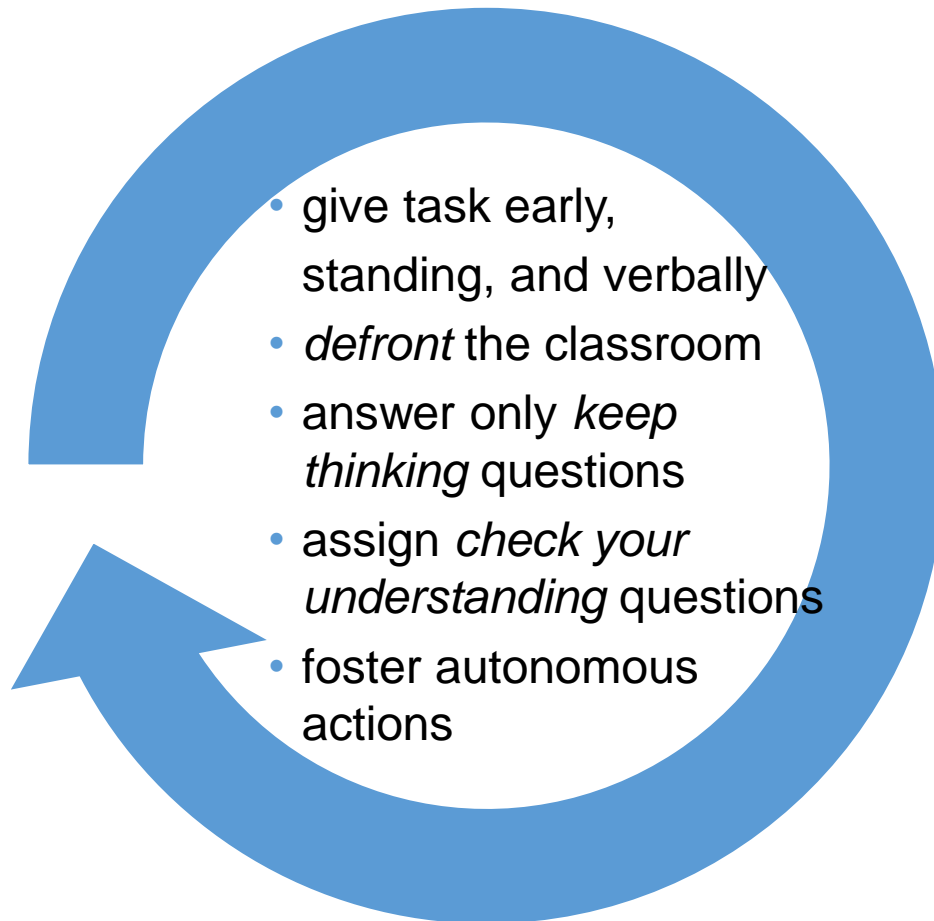 • give task early,
standing, and verbally
• defront the classroom
• answer only keep
thinking questions
• assign check your
understanding questions
• foster autonomous
actions